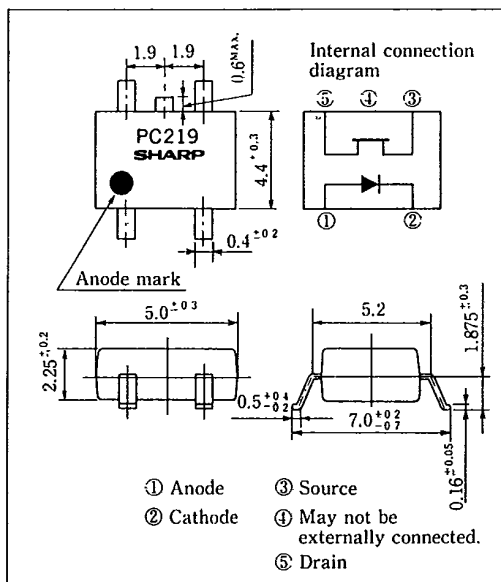 1.9 1.9
0.6MAX.
Internal connection
diagram
⑤ ④ ③
PC219
SHARP
4.4±0.3
① ②
0.4±0.2
Anode mark
5.0±0.3
5.2
1.875±0.3
2.25±0.2
0.5+0.4 -0.2
7.0+0.2 -0.7
0.16±0.05
① Anode
② Cathode
③ Source
④ May not be
externally connected.
⑤ Drain